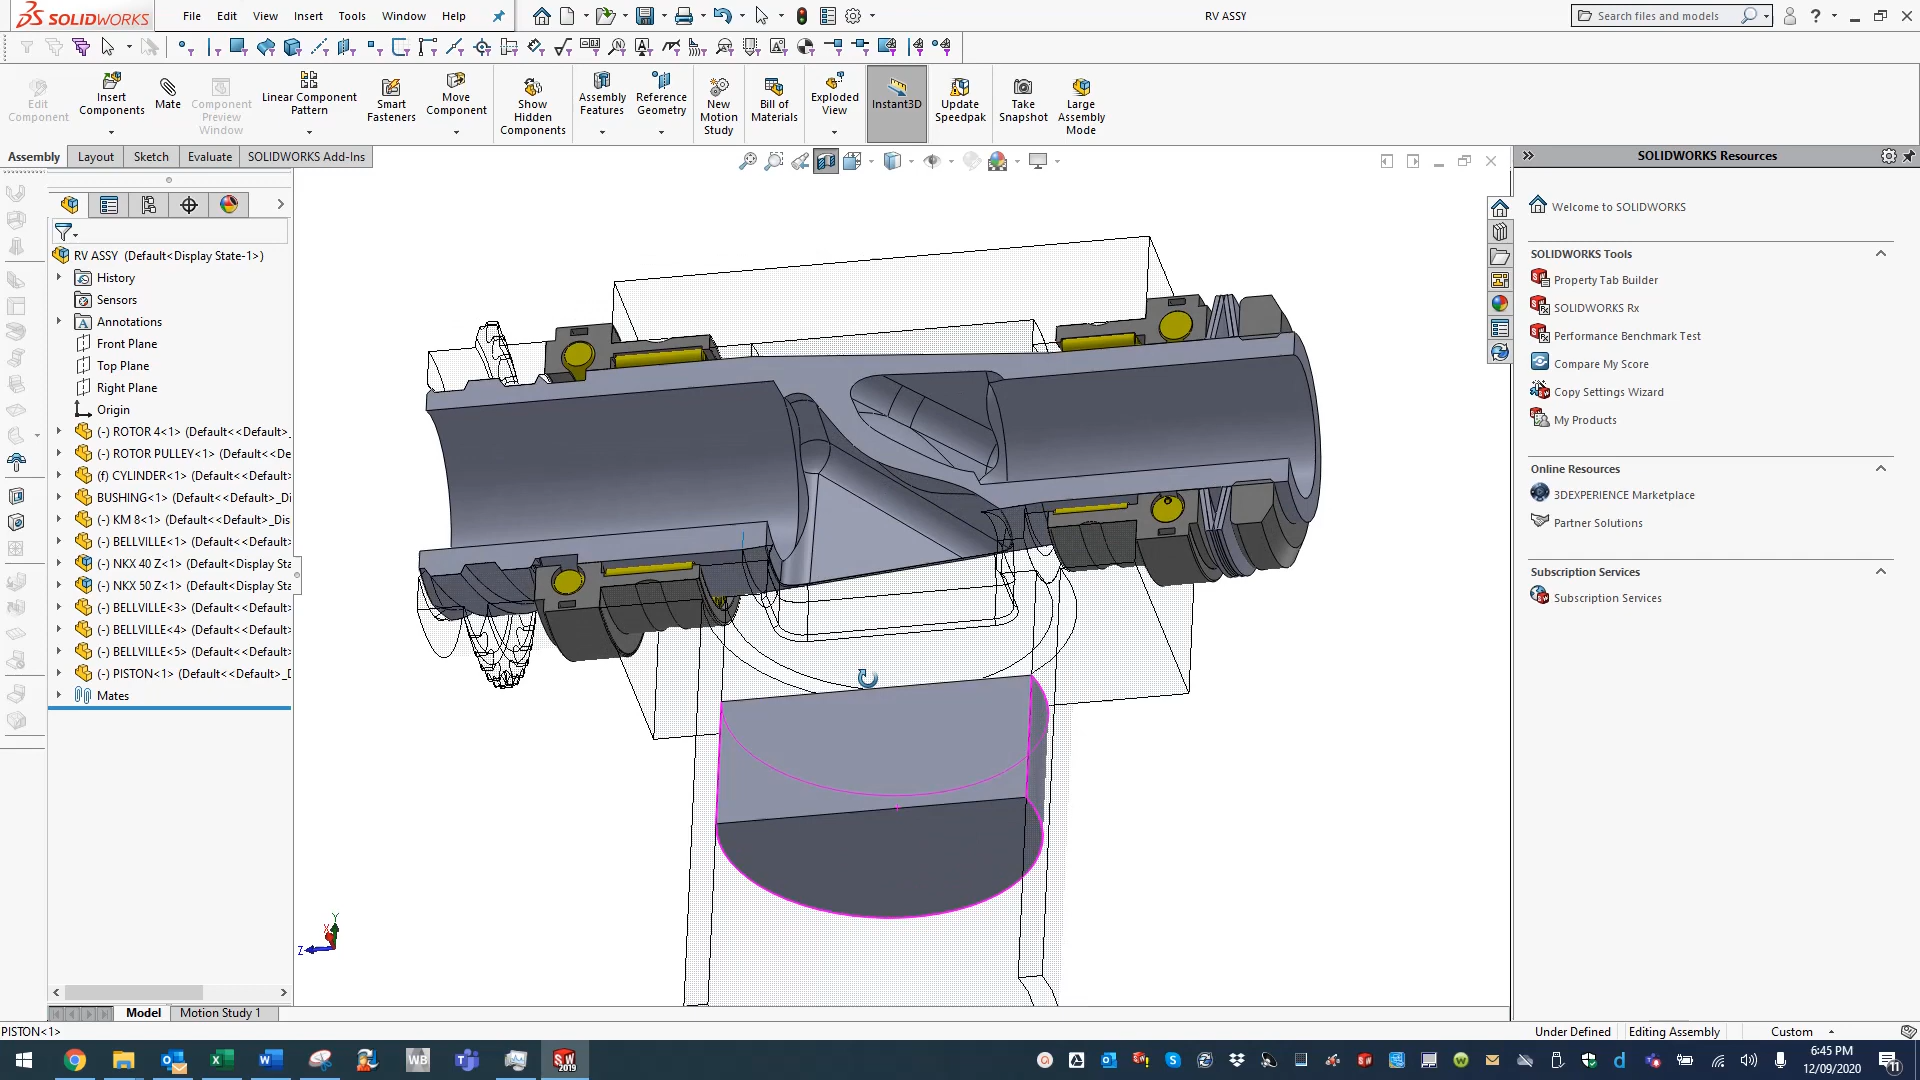 SOLIDWORKS
File Edit View Insert Tools Window Help
RV ASSY
Search files and models
Edit Component
Insert Components
Mate
Component Preview Window
Linear Component Pattern
Smart Fasteners
Move Component
Show Hidden Components
Assembly Features
Reference Geometry
New Motion Study
Bill of Materials
Exploded View
Instant3D
Update Speedpak
Take Snapshot
Large Assembly Mode
Assembly Layout Sketch Evaluate SOLIDWORKS Add-Ins
SOLIDWORKS Resources
Welcome to SOLIDWORKS
SOLIDWORKS Tools
Property Tab Builder
SOLIDWORKS Rx
Performance Benchmark Test
Compare My Score
Copy Settings Wizard
My Products
Online Resources
3DEXPERIENCE Marketplace
Partner Solutions
Subscription Services
Subscription Services
RV ASSY (Default<Display State-1>)
History
Sensors
Annotations
Front Plane
Top Plane
Right Plane
Origin
(-) ROTOR 4<1> (Default<<Default>_
(-) ROTOR PULLEY<1> (Default<<De
(f) CYLINDER<1> (Default<<Default>
BUSHING<1> (Default<<Default>_Di
(-) KM 8<1> (Default<<Default>_Dis
(-) BELLVILLE<1> (Default<<Default>
(-) NKX 40 Z<1> (Default<Display Sta
(-) NKX 50 Z<1> (Default<Display Sta
(-) BELLVILLE<3> (Default<<Default>
(-) BELLVILLE<4> (Default<<Default>
(-) BELLVILLE<5> (Default<<Default>
(-) PISTON<1> (Default<<Default>_D
Mates
Y
X
Z
Model Motion Study 1
PISTON<1>
Under Defined Editing Assembly Custom
WB
SW 2019
6:45 PM
12/09/2020
11